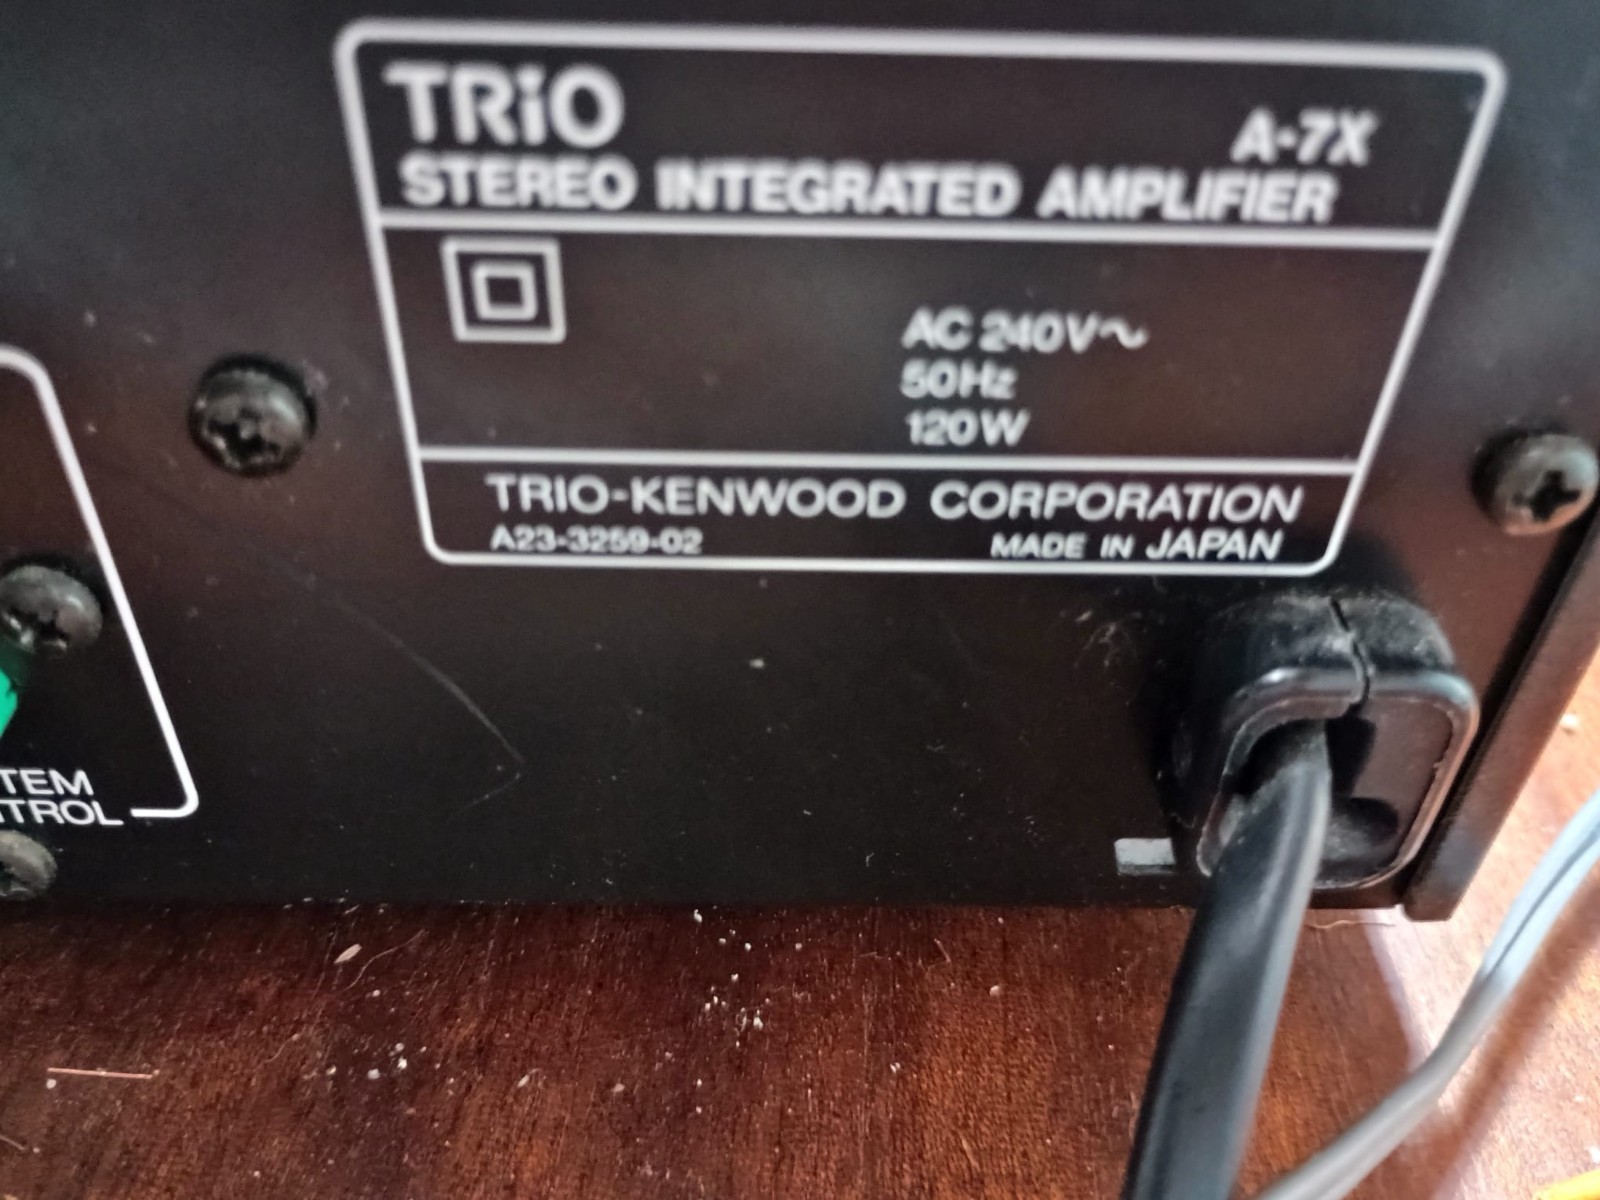 TRiO
A-7X
STEREO INTEGRATED AMPLIFIER
AC 240V~
50Hz
120W
TRIO-KENWOOD CORPORATION
A23-3259-02 MADE IN JAPAN
TEM
TROL